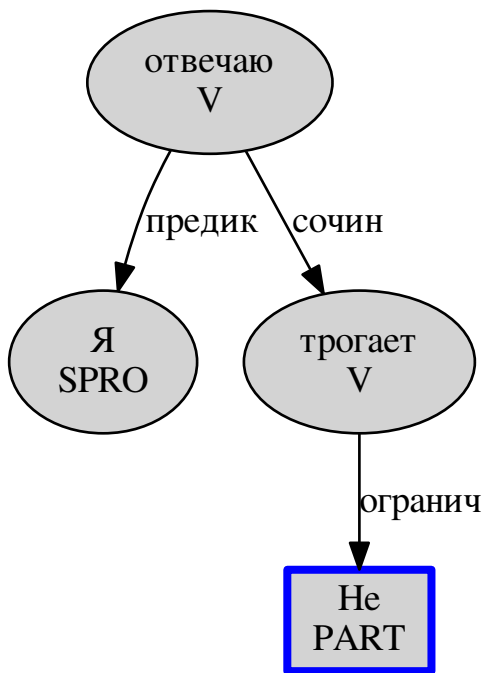 отвечаю
V
предик
сочин
Я
SPRO
трогает
V
огранич
Не
PART